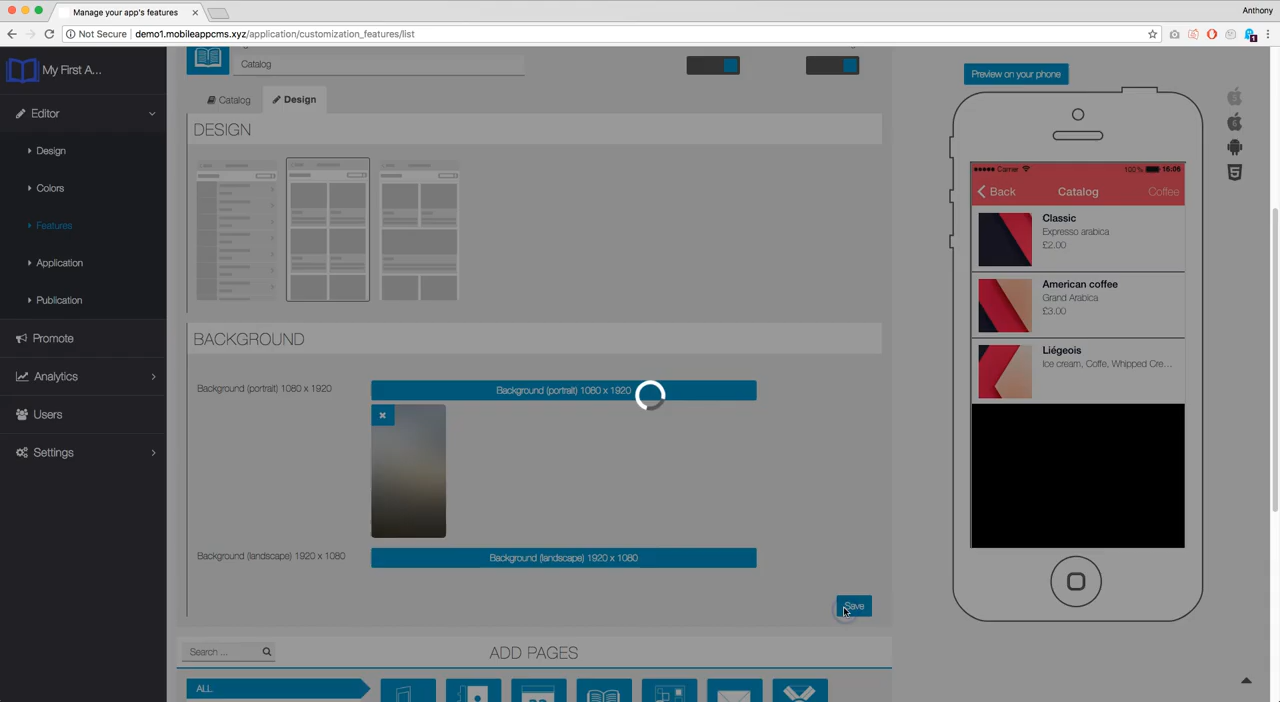 Manage your app's features
Anthony
Not Secure
demo1.mobileappcms.xyz/application/customization_features/list
My First A...
Editor
Design
Colors
Features
Application
Publication
Promote
Analytics
Users
Settings
Catalog
Catalog
Design
DESIGN
BACKGROUND
Background (portrait) 1080 x 1920
Background (portrait) 1080 x 1920
Background (landscape) 1920 x 1080
Background (landscape) 1920 x 1080
Save
Search ...
ADD PAGES
ALL
Preview on your phone
Carrier
100%
16:06
Back
Catalog
Coffee
Classic
Expresso arabica
£2.00
American coffee
Grand Arabica
£3.00
Liégeois
Ice cream, Coffe, Whipped Cre...